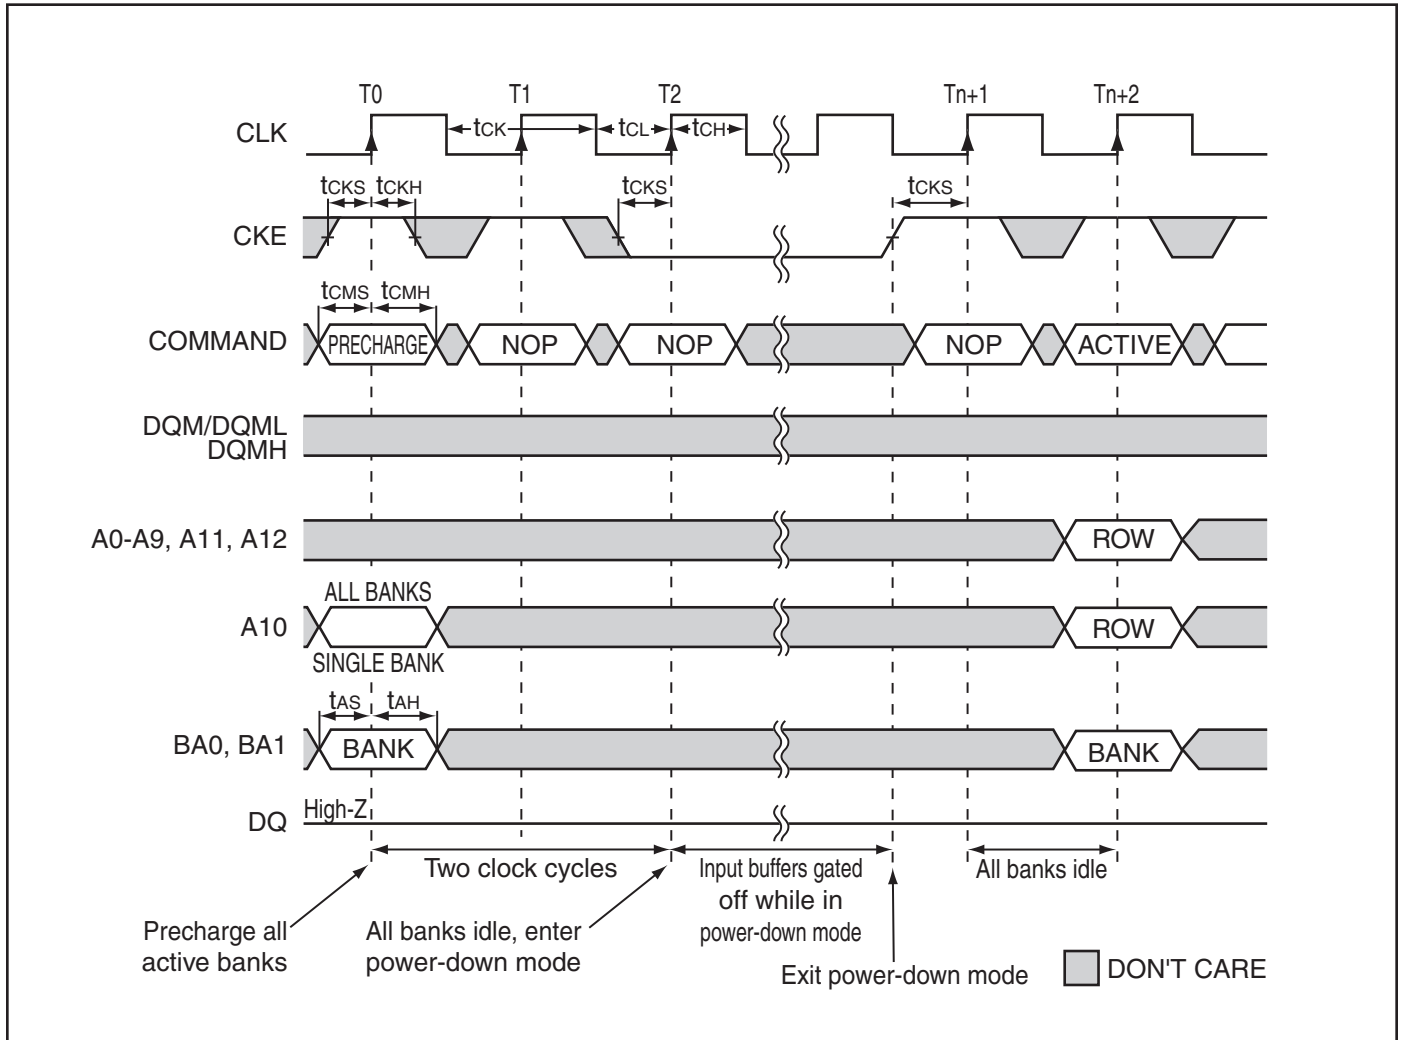 T0 T1 T2 Tn+1 Tn+2
CLK tCK tCL tCH
tCKS tCKH tCKS tCKS
CKE
tCMS tCMH
COMMAND PRECHARGE NOP NOP NOP ACTIVE
DQM/DQML
DQMH
A0-A9, A11, A12 ROW
ALL BANKS
A10 ROW
SINGLE BANK
tAS tAH
BA0, BA1 BANK BANK
High-Z
DQ
Two clock cycles
Input buffers gated
off while in
power-down mode
All banks idle
Precharge all
active banks
All banks idle, enter
power-down mode
Exit power-down mode
DON'T CARE